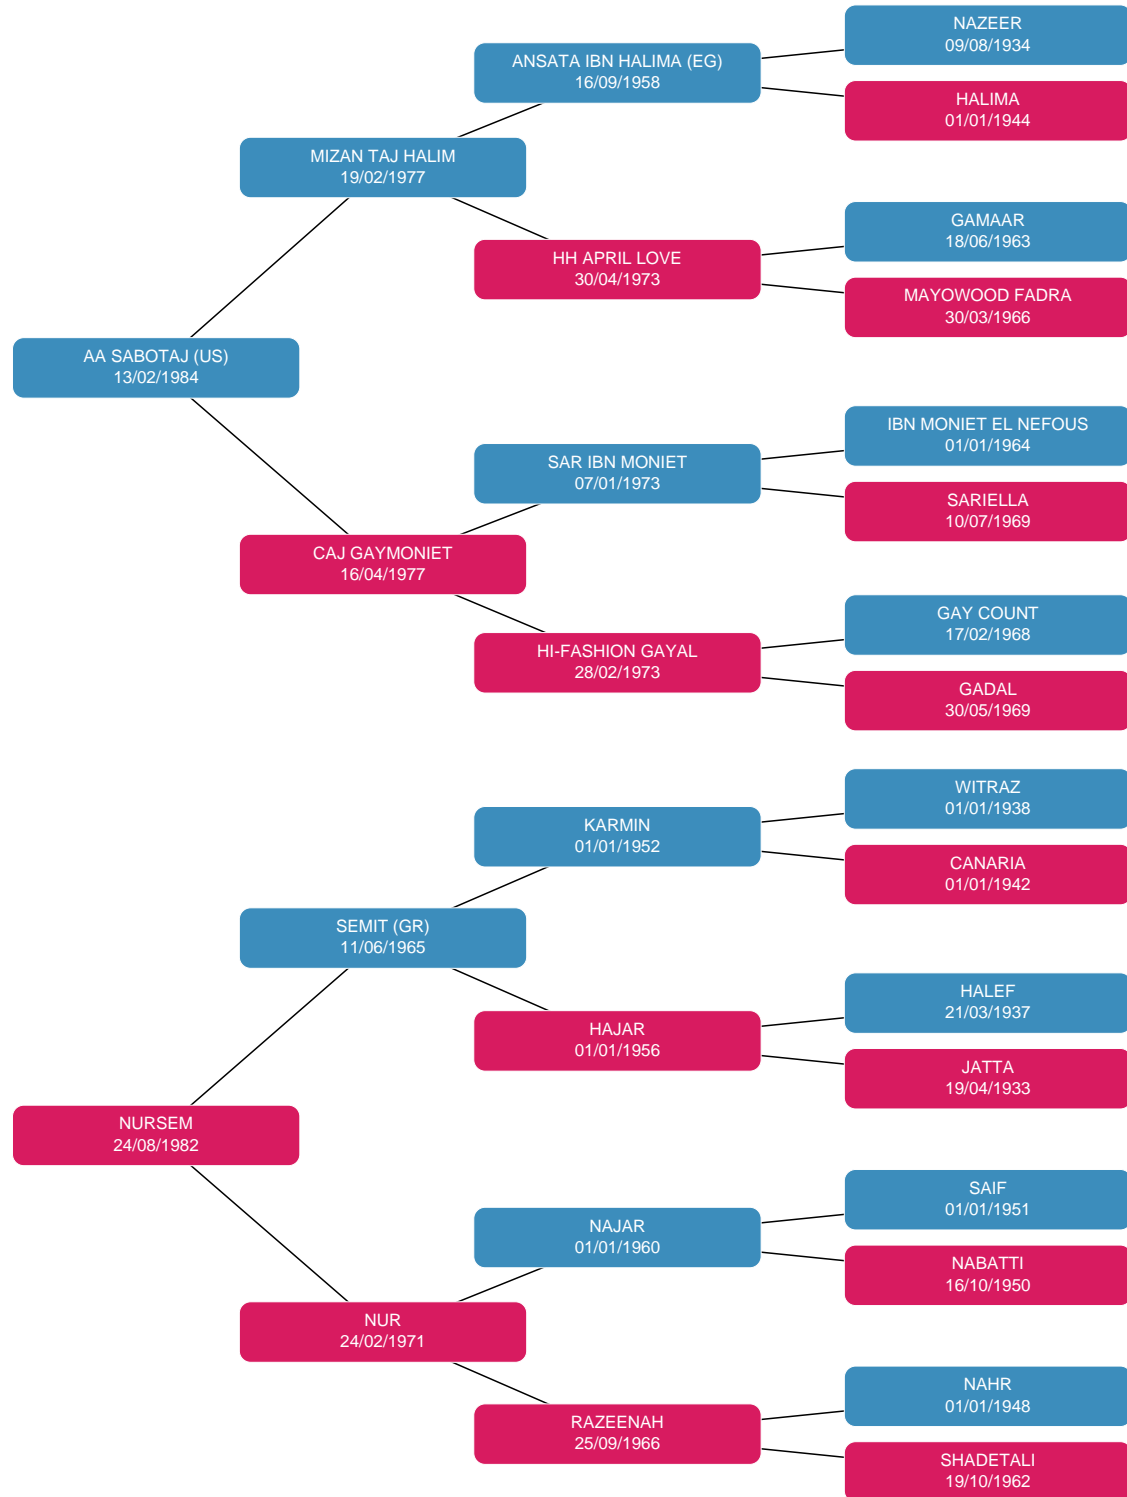 NAZEER
09/08/1934
ANSATA IBN HALIMA (EG)
16/09/1958
HALIMA
01/01/1944
MIZAN TAJ HALIM
19/02/1977
GAMAAR
18/06/1963
HH APRIL LOVE
30/04/1973
MAYOWOOD FADRA
30/03/1966
AA SABOTAJ (US)
13/02/1984
IBN MONIET EL NEFOUS
01/01/1964
SAR IBN MONIET
07/01/1973
SARIELLA
10/07/1969
CAJ GAYMONIET
16/04/1977
GAY COUNT
17/02/1968
HI-FASHION GAYAL
28/02/1973
GADAL
30/05/1969
WITRAZ
01/01/1938
KARMIN
01/01/1952
CANARIA
01/01/1942
SEMIT (GR)
11/06/1965
HALEF
21/03/1937
HAJAR
01/01/1956
JATTA
19/04/1933
NURSEM
24/08/1982
SAIF
01/01/1951
NAJAR
01/01/1960
NABATTI
16/10/1950
NUR
24/02/1971
NAHR
01/01/1948
RAZEENAH
25/09/1966
SHADETALI
19/10/1962